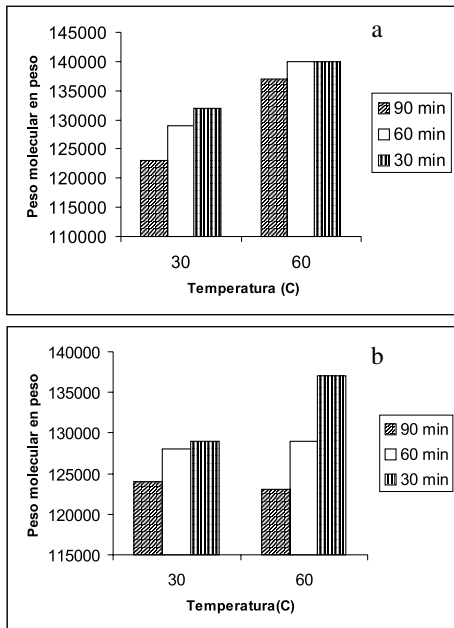 a
Peso molecular en peso
145000
140000
135000
130000
125000
120000
115000
110000
30 60
Temperatura (C)
90 min
60 min
30 min
b
Peso molecular en peso
140000
135000
130000
125000
120000
115000
30 60
Temperatura(C)
90 min
60 min
30 min